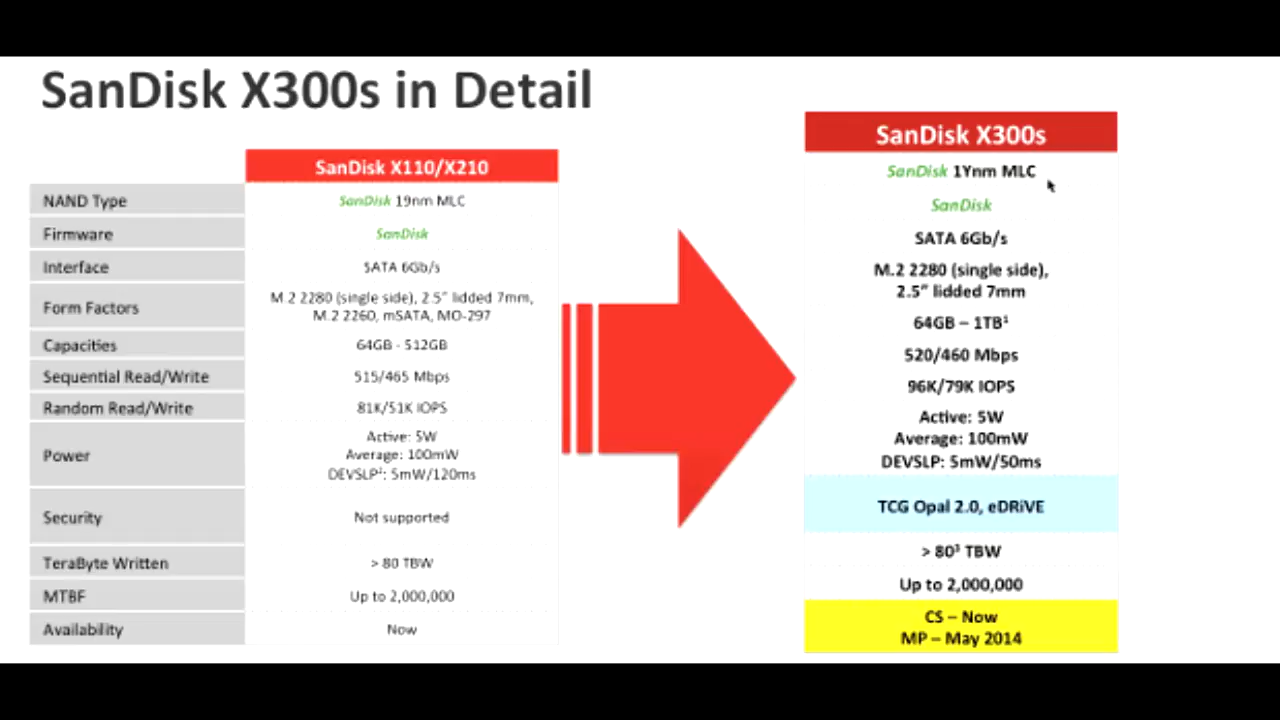 SanDisk X300s in Detail
SanDisk X110/X210
SanDisk X300s
NAND Type
SanDisk 19nm MLC
SanDisk 1Ynm MLC
Firmware
SanDisk
SanDisk
Interface
SATA 6Gb/s
SATA 6Gb/s
Form Factors
M.2 2280 (single side), 2.5” lidded 7mm,
M.2 2260, mSATA, MO-297
M.2 2280 (single side),
2.5” lidded 7mm
Capacities
64GB - 512GB
64GB – 1TB¹
Sequential Read/Write
515/465 Mbps
520/460 Mbps
Random Read/Write
81K/51K IOPS
96K/79K IOPS
Power
Active: 5W
Average: 100mW
DEVSLP²: 5mW/120ms
Active: 5W
Average: 100mW
DEVSLP: 5mW/50ms
Security
Not supported
TCG Opal 2.0, eDRiVE
TeraByte Written
> 80 TBW
> 80³ TBW
MTBF
Up to 2,000,000
Up to 2,000,000
Availability
Now
CS – Now
MP – May 2014